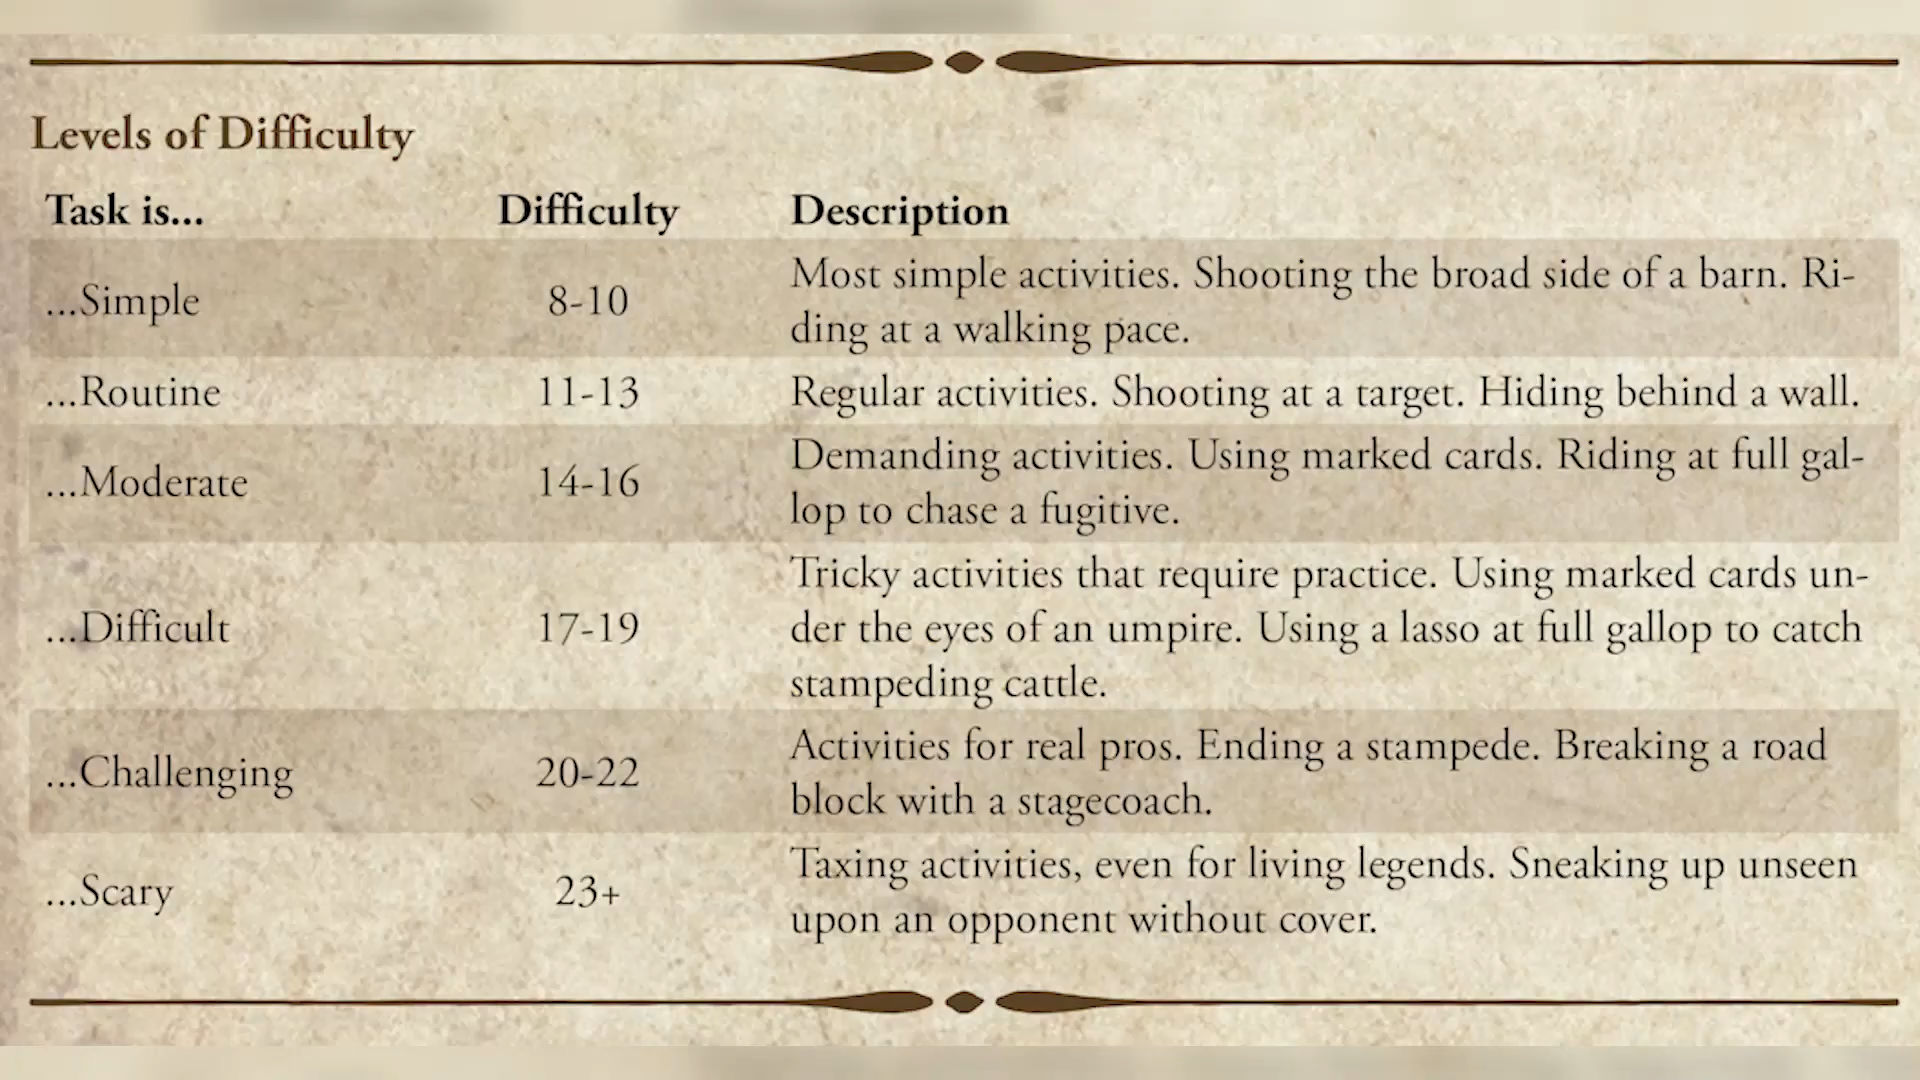 Levels of Difficulty
Task is... Difficulty Description
...Simple 8-10 Most simple activities. Shooting the broad side of a barn. Ri-
ding at a walking pace.
...Routine 11-13 Regular activities. Shooting at a target. Hiding behind a wall.
...Moderate 14-16 Demanding activities. Using marked cards. Riding at full gal-
lop to chase a fugitive.
...Difficult 17-19 Tricky activities that require practice. Using marked cards un-
der the eyes of an umpire. Using a lasso at full gallop to catch
stampeding cattle.
...Challenging 20-22 Activities for real pros. Ending a stampede. Breaking a road
block with a stagecoach.
...Scary 23+ Taxing activities, even for living legends. Sneaking up unseen
upon an opponent without cover.